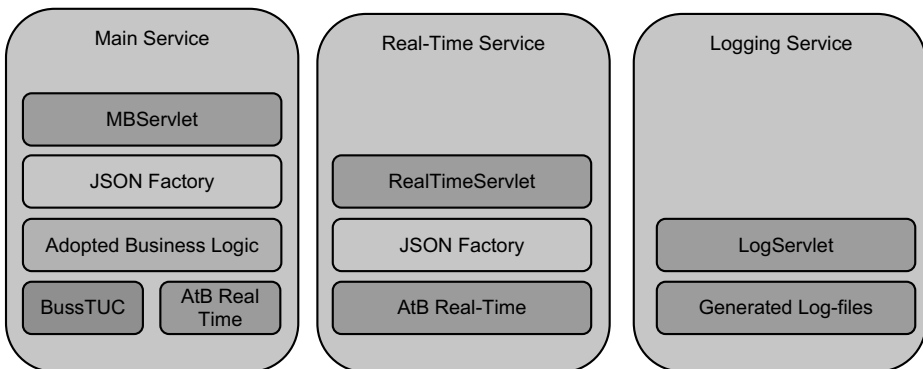 Main Service
MBServlet
JSON Factory
Adopted Business Logic
BussTUC
AtB Real
Time
Real-Time Service
RealTimeServlet
JSON Factory
AtB Real-Time
Logging Service
LogServlet
Generated Log-files